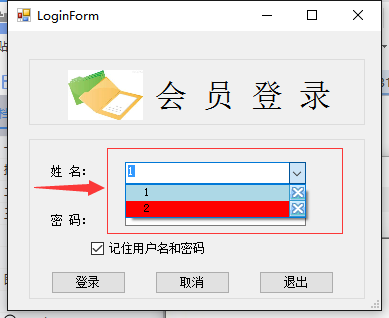 LoginForm
会 员 登 录
姓 名:
1
1
2
密 码:
记住用户名和密码
登录 取消 退出